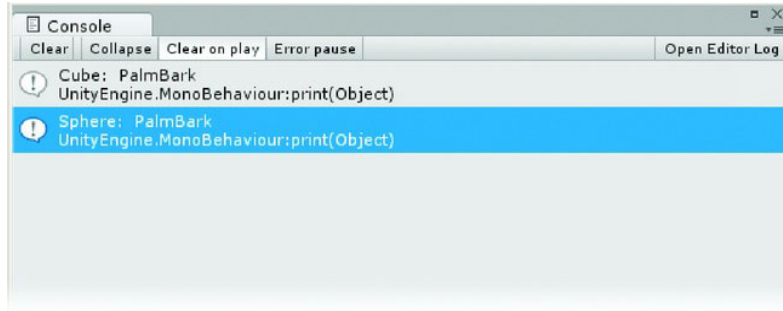 Console
Clear Collapse Clear on play Error pause Open Editor Log
Cube: PalmBark
UnityEngine.MonoBehaviour:print(Object)
Sphere: PalmBark
UnityEngine.MonoBehaviour:print(Object)